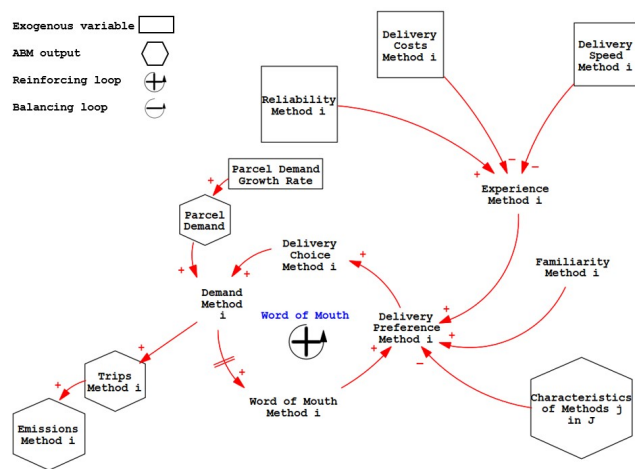 Exogenous variable
ABM output
Reinforcing loop
Balancing loop
Delivery
Costs
Method i
Delivery
Speed
Method i
Reliability
Method i
+
−
−
Experience
Method i
Parcel Demand
Growth Rate
+
Parcel
Demand
+
Delivery
Choice
Method i
+
+
Familiarity
Method i
Demand
Method
i
Word of Mouth
Delivery
Preference
Method i
+
+
+
−
+
Trips
Method i
+
+
Word of Mouth
Method i
Characteristics
of Methods j
in J
Emissions
Method i